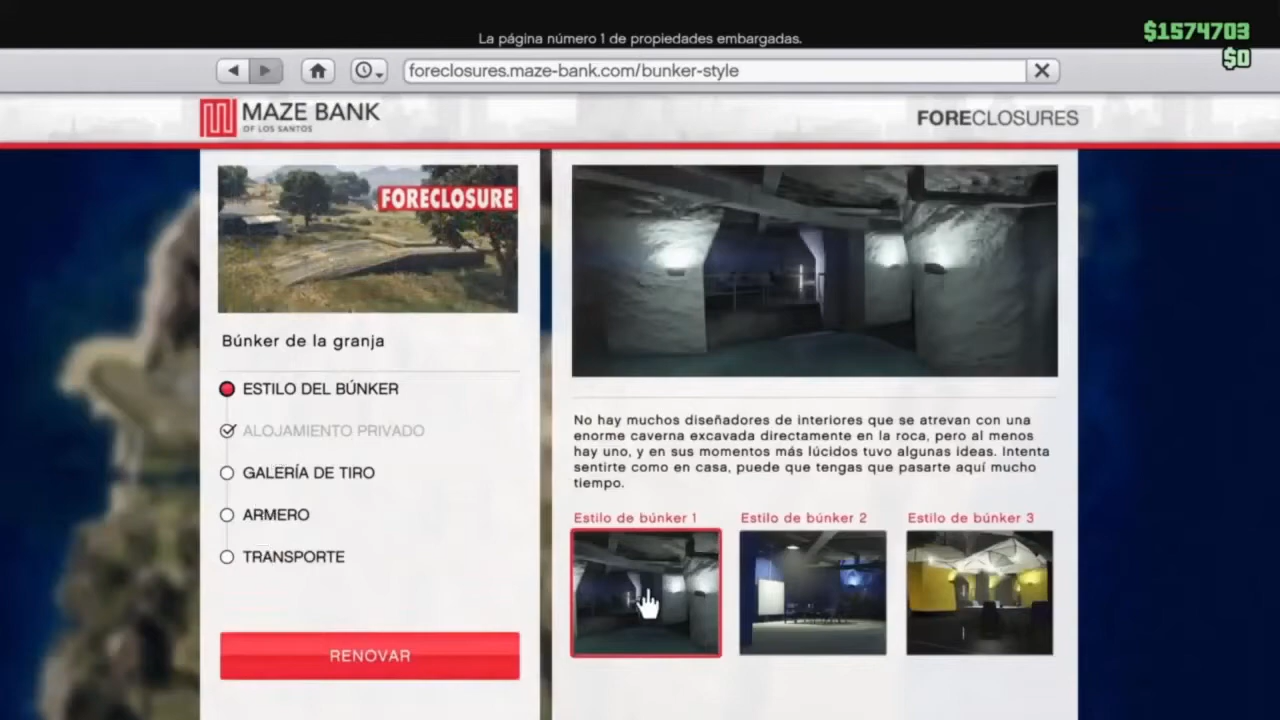 La página número 1 de propiedades embargadas.
$1574703
$0
foreclosures.maze-bank.com/bunker-style
MAZE BANK
OF LOS SANTOS
FORECLOSURES
FORECLOSURE
Búnker de la granja
ESTILO DEL BÚNKER
ALOJAMIENTO PRIVADO
GALERÍA DE TIRO
ARMERO
TRANSPORTE
RENOVAR
No hay muchos diseñadores de interiores que se atrevan con una
enorme caverna excavada directamente en la roca, pero al menos
hay uno, y en sus momentos más lúcidos tuvo algunas ideas. Intenta
sentirte como en casa, puede que tengas que pasarte aquí mucho
tiempo.
Estilo de búnker 1
Estilo de búnker 2
Estilo de búnker 3